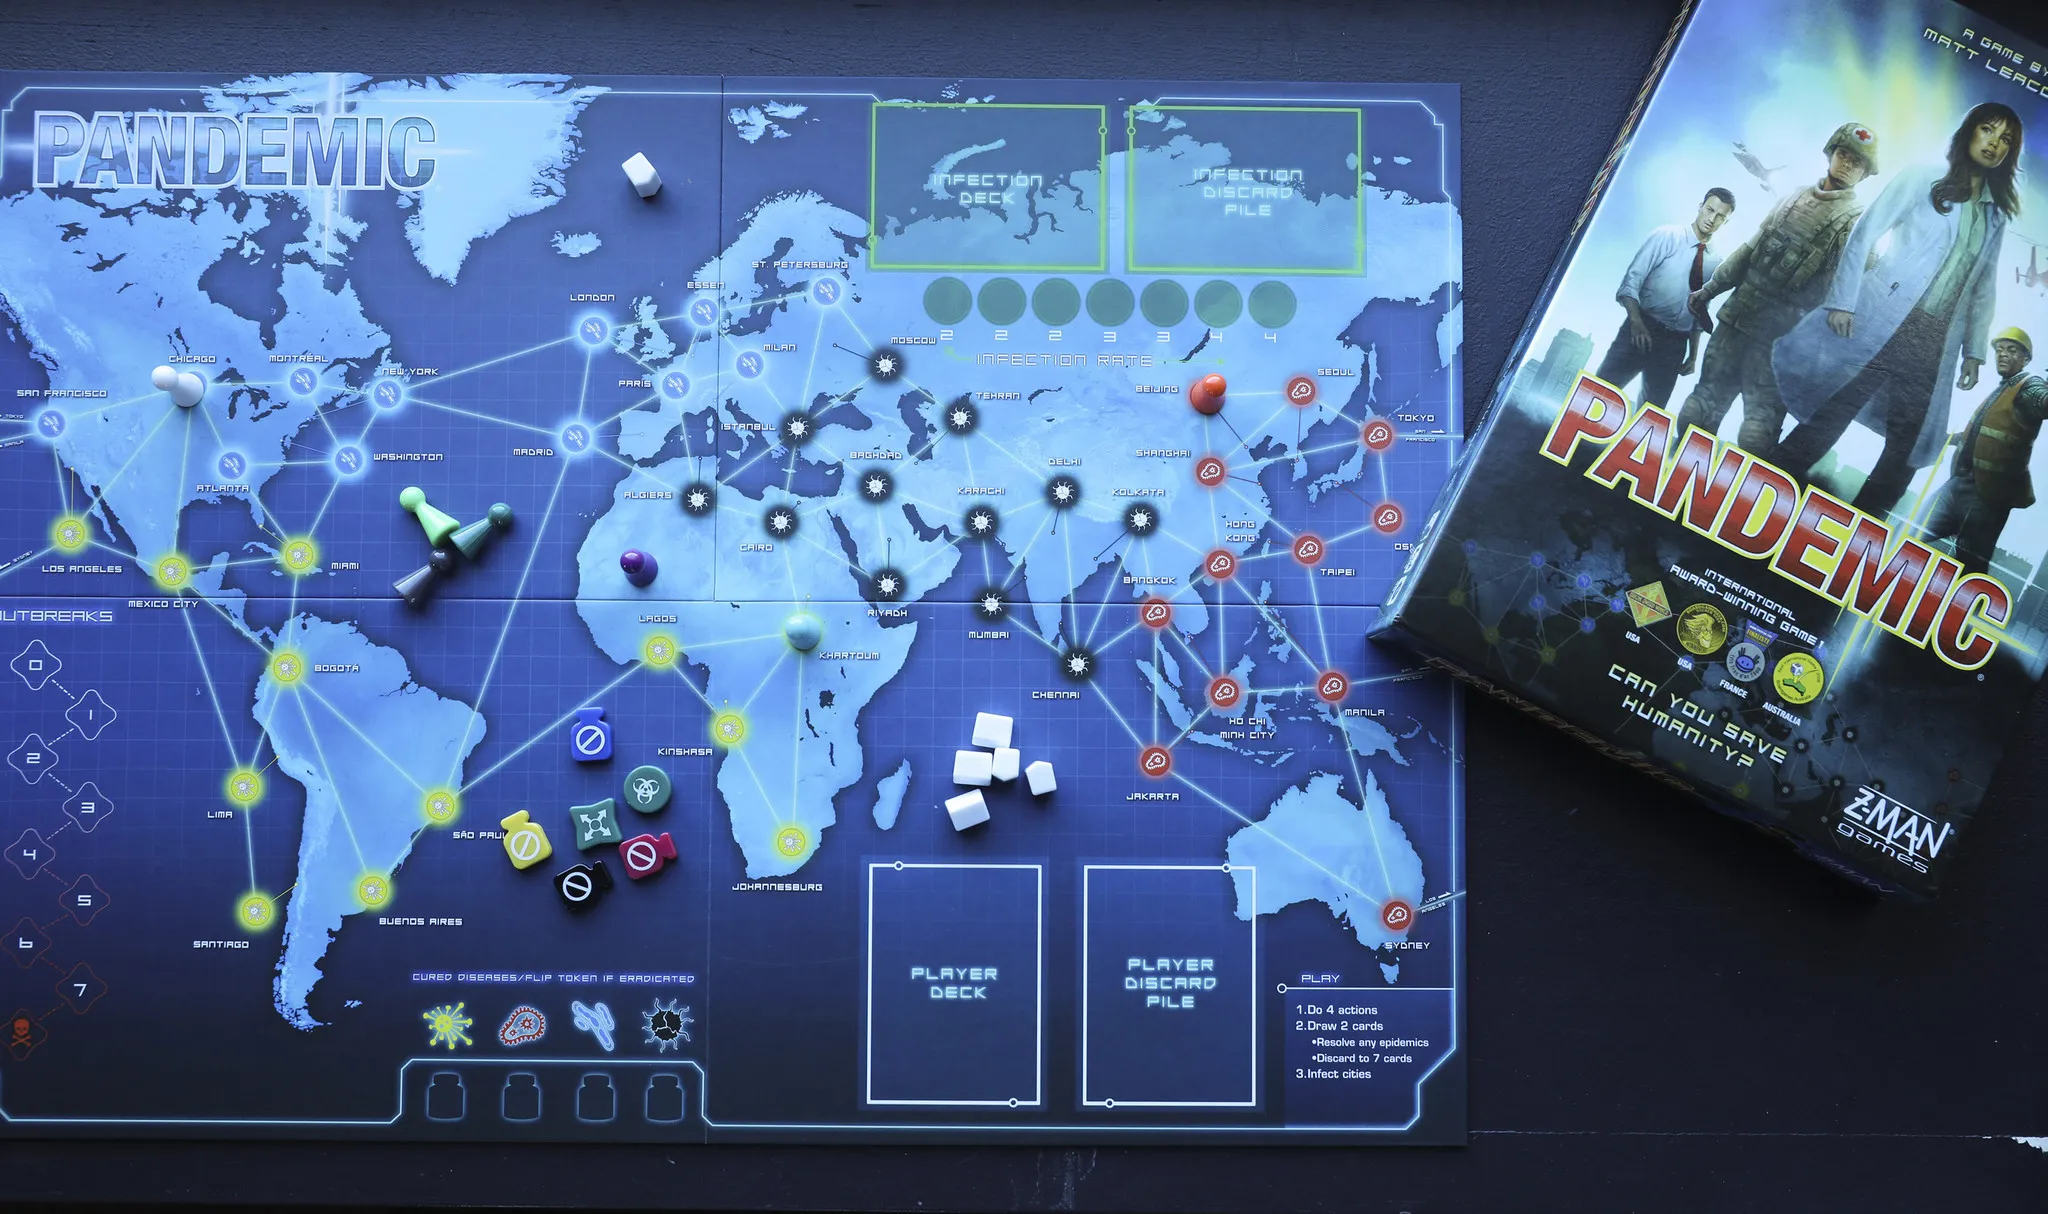 PANDEMIC
INFECTION
DECK
INFECTION
DISCARD
PILE
2 2 2 3 3 4 4
INFECTION RATE
SAN FRANCISCO
CHICAGO
MONTRÉAL
NEW YORK
WASHINGTON
ATLANTA
LONDON
ESSEN
ST. PETERSBURG
MADRID
PARIS
MILAN
LOS ANGELES
MEXICO CITY
MIAMI
BOGOTÁ
LIMA
SANTIAGO
SÃO PAU
BUENOS AIRES
LAGOS
KHARTOUM
KINSHASA
JOHANNESBURG
ALGIERS
ISTANBUL
MOSCOW
TEHRAN
BAGHDAD
CAIRO
RIYADH
KARACHI
DELHI
KOLKATA
MUMBAI
CHENNAI
BEIJING
SEOUL
TOKYO
SAN
FRANCISCO
SHANGHAI
HONG
KONG
TAIPEI
BANGKOK
HO CHI
MINH CITY
MANILA
JAKARTA
SYDNEY
LOS
ANGELES
UTBREAKS
0
1
2
3
4
5
6
7
CURED DISEASES/FLIP TOKEN IF ERADICATED
PLAYER
DECK
PLAYER
DISCARD
PILE
PLAY
1.Do 4 actions
2.Draw 2 cards
•Resolve any epidemics
•Discard to 7 cards
3.Infect cities
A GAME BY
MATT LEACO
PANDEMIC®
INTERNATIONAL
AWARD-WINNING GAME!
USA
USA
FRANCE
AUSTRALIA
CAN YOU SAVE
HUMANITY?
Z-MAN®
games